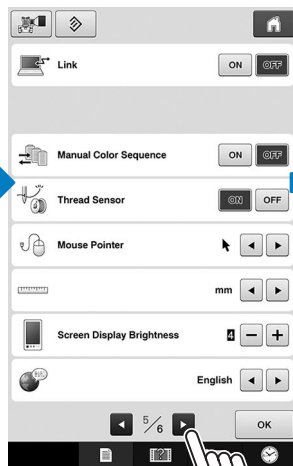 Link ON OFF
Manual Color Sequence ON OFF
Thread Sensor ON OFF
Mouse Pointer
mm
Screen Display Brightness 4
English
5/6 OK